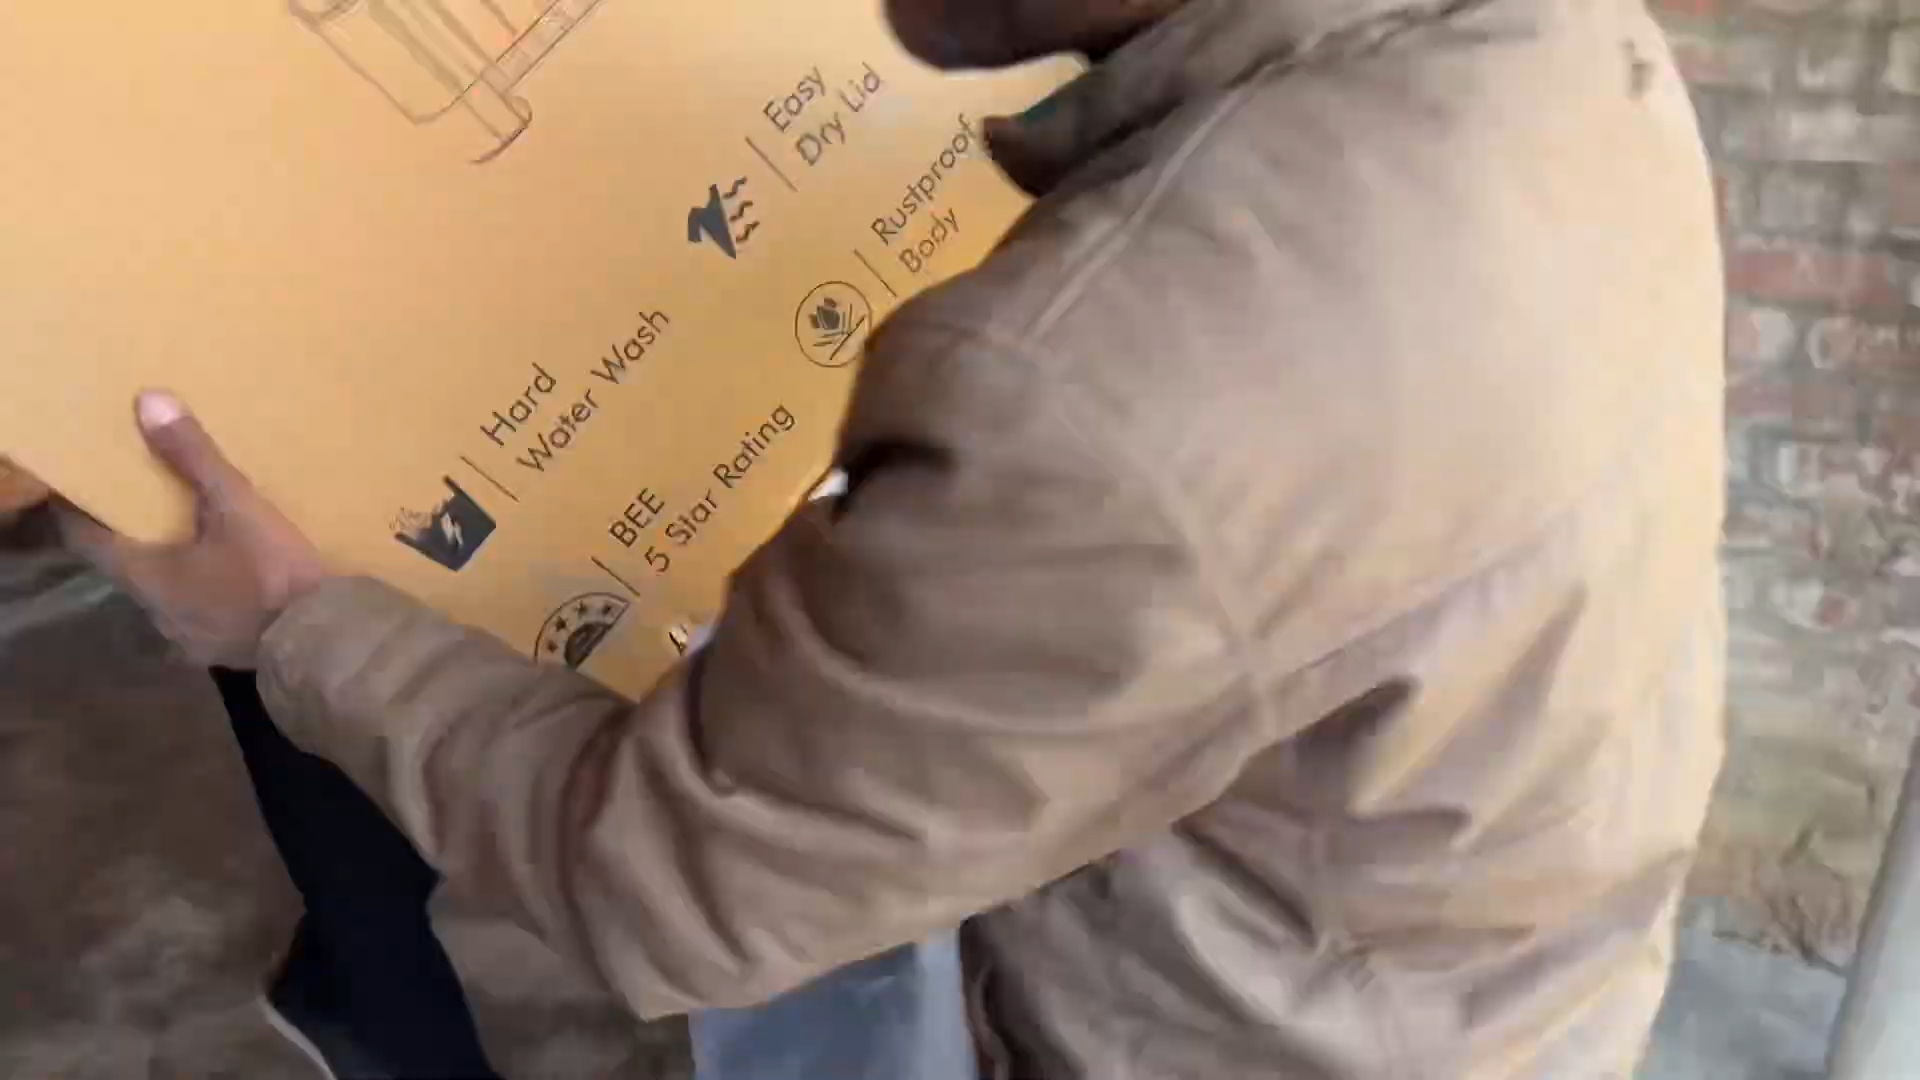 Easy
Dry Lid
Rustproof
Body
Hard
Water Wash
BEE
5 Star Rating